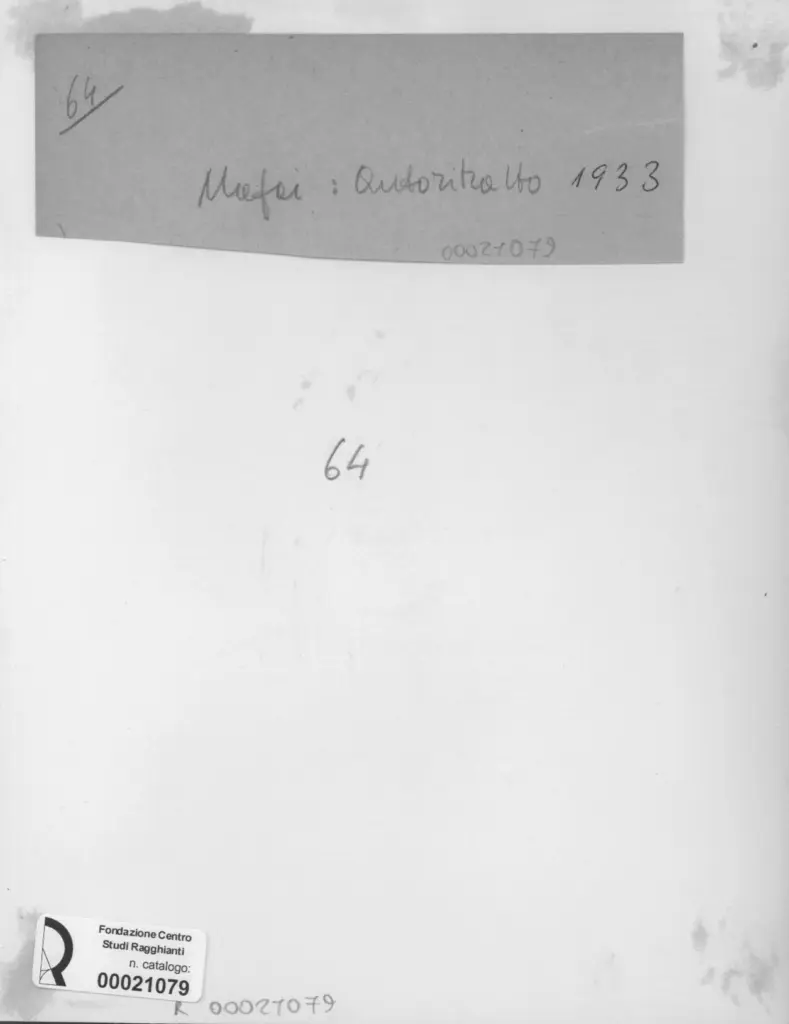 64
Mafai : Autoritratto 1933
00021079
64
Fondazione Centro
Studi Ragghianti
n. catalogo:
00021079
R 00021079